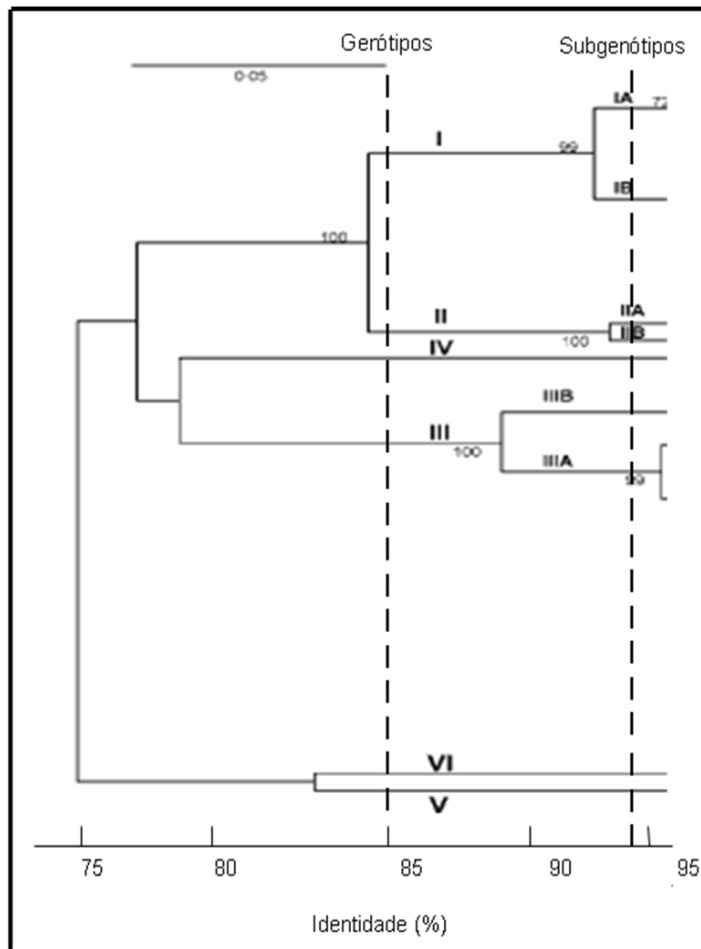 Gerótipos
Subgenótipos
0·05
IA
72
I
99
IB
100
IIA
II
IIB
100
IV
IIIB
III
100
IIIA
99
VI
V
75 80 85 90 95
Identidade (%)